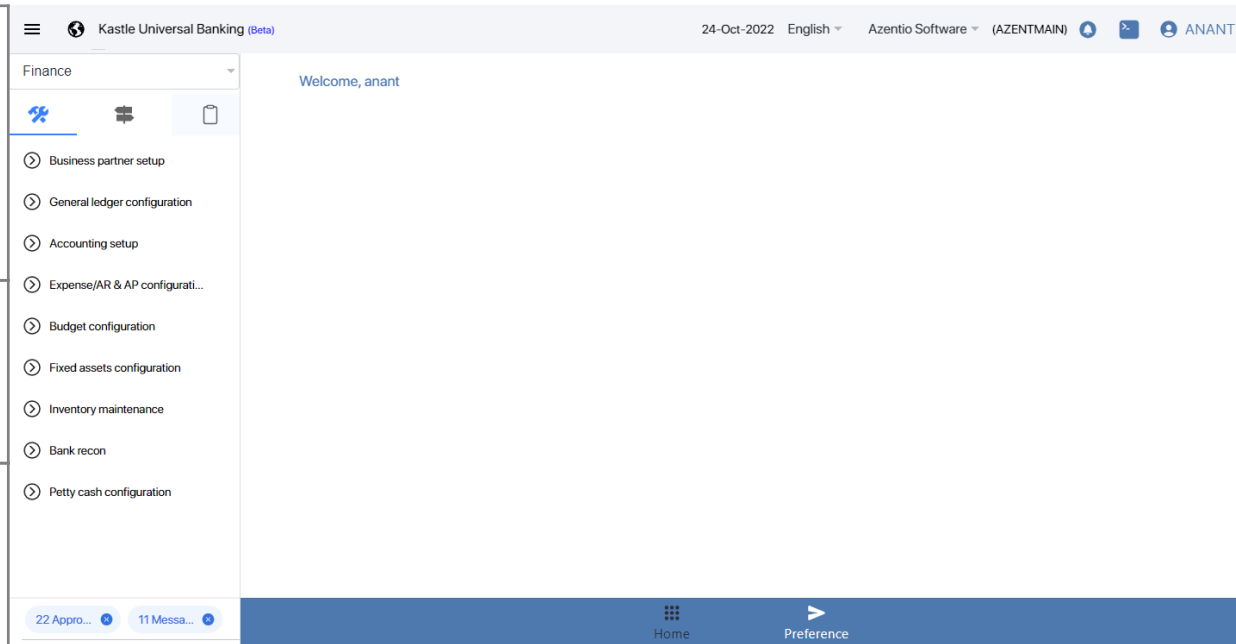 Kastle Universal Banking (Beta)
24-Oct-2022 English Azentio Software (AZENTMAIN) ANANT
Finance
Welcome, anant
Business partner setup
General ledger configuration
Accounting setup
Expense/AR & AP configurati...
Budget configuration
Fixed assets configuration
Inventory maintenance
Bank recon
Petty cash configuration
22 Appro... 11 Messa...
Home Preference